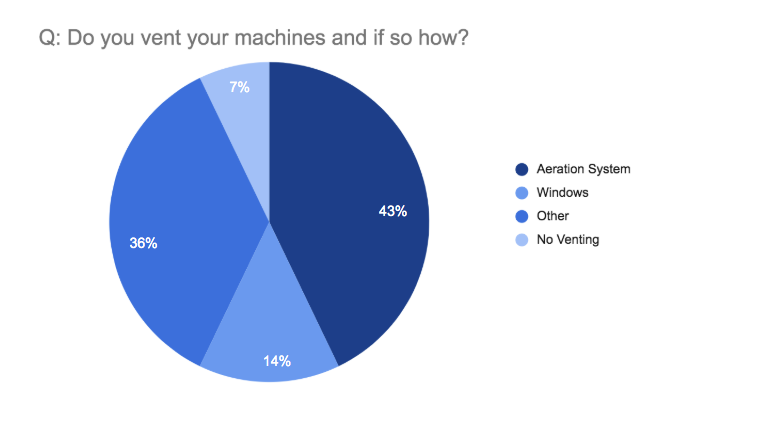 Q: Do you vent your machines and if so how?
7%
43%
36%
14%
Aeration System
Windows
Other
No Venting